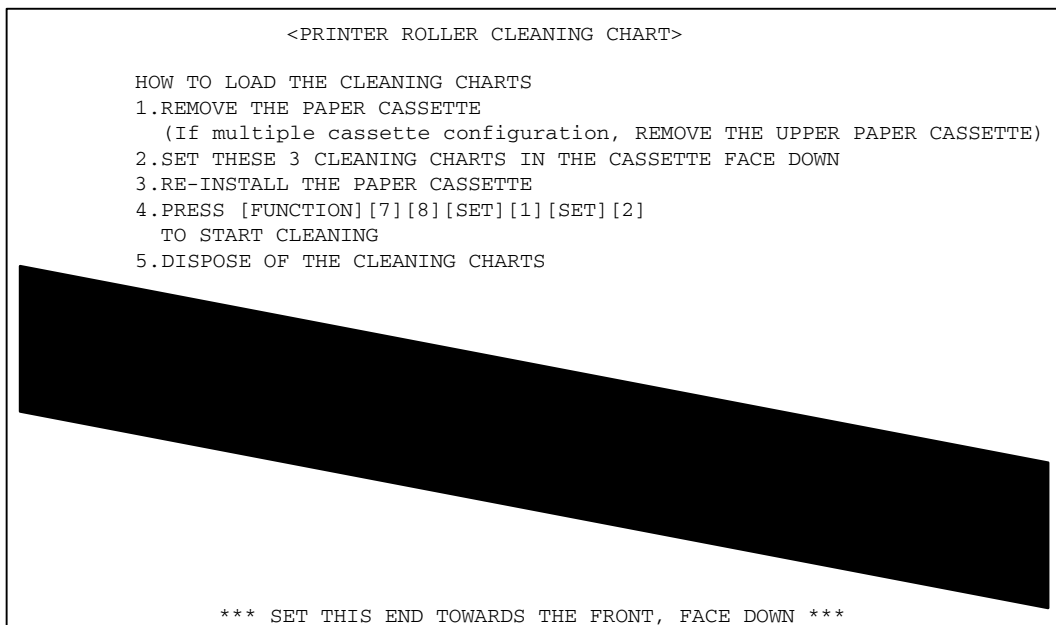 <PRINTER ROLLER CLEANING CHART>
HOW TO LOAD THE CLEANING CHARTS
1.REMOVE THE PAPER CASSETTE
(If multiple cassette configuration, REMOVE THE UPPER PAPER CASSETTE)
2.SET THESE 3 CLEANING CHARTS IN THE CASSETTE FACE DOWN
3.RE-INSTALL THE PAPER CASSETTE
4.PRESS [FUNCTION][7][8][SET][1][SET][2]
TO START CLEANING
5.DISPOSE OF THE CLEANING CHARTS
*** SET THIS END TOWARDS THE FRONT, FACE DOWN ***